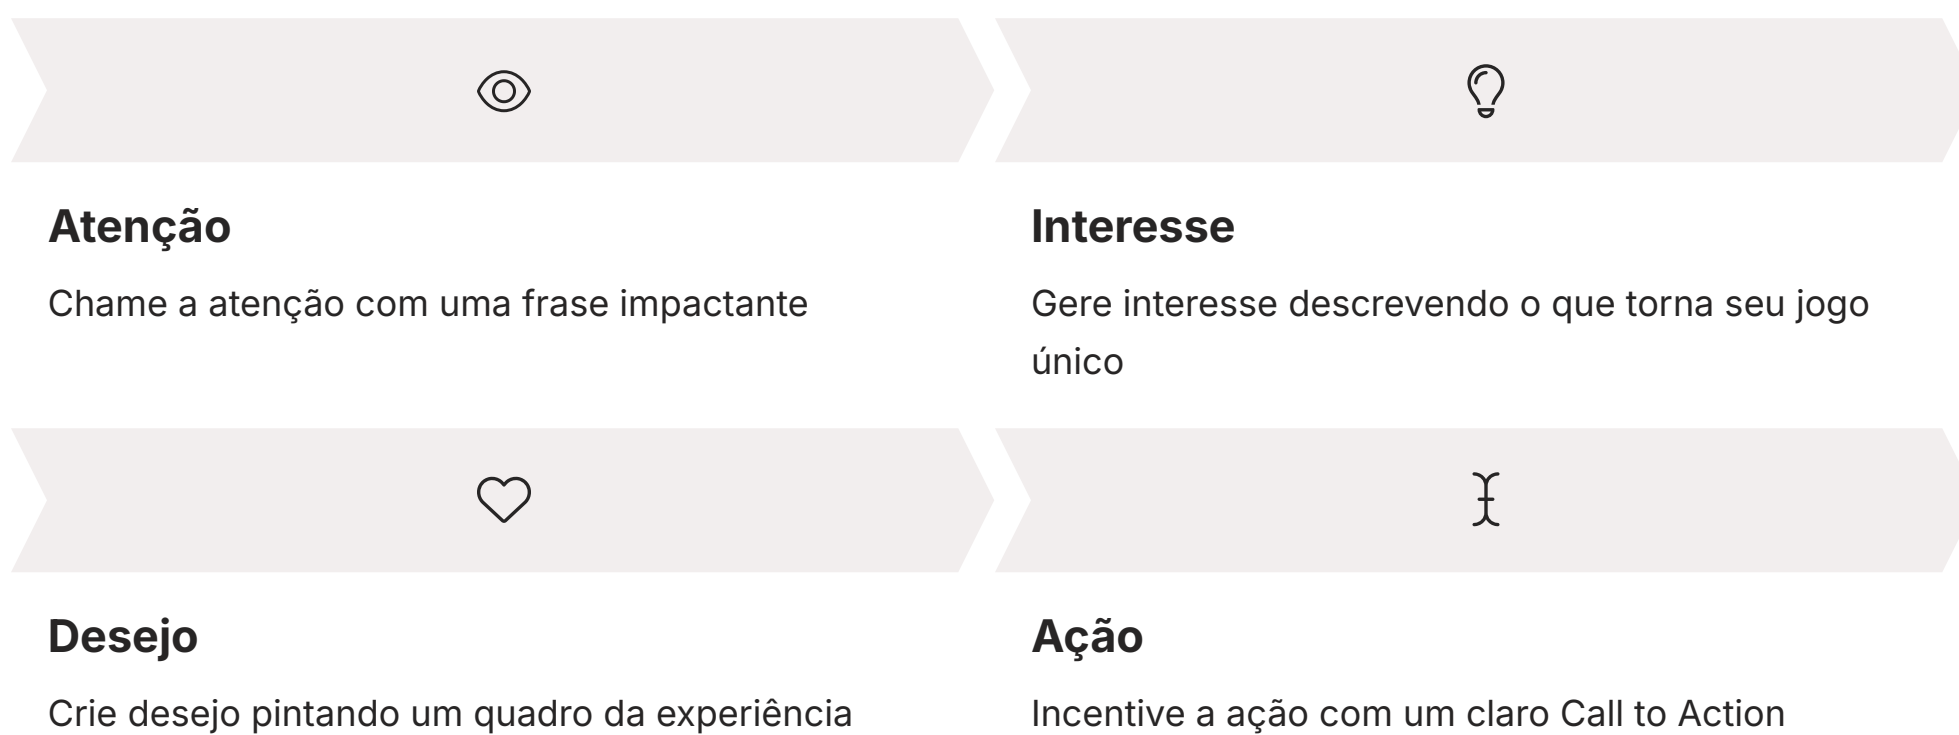 Atenção
Chame a atenção com uma frase impactante
Interesse
Gere interesse descrevendo o que torna seu jogo
único
Desejo
Crie desejo pintando um quadro da experiência
Ação
Incentive a ação com um claro Call to Action